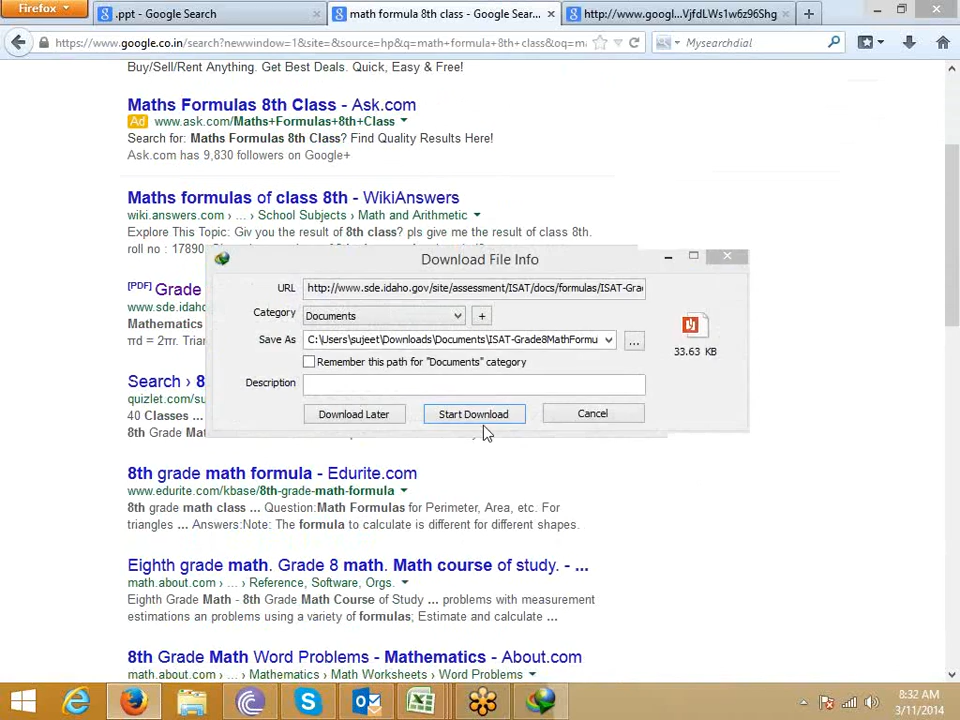 Firefox
.ppt - Google Search
math formula 8th class - Google Sear...
http://www.googl...VjfdLWs1w6z96Shg
https://www.google.co.in/search?newwindow=1&site=&source=hp&q=math+formula+8th+class&oq=m
Mysearchdial
Buy/Sell/Rent Anything. Get Best Deals. Quick, Easy & Free!
Maths Formulas 8th Class - Ask.com
Ad www.ask.com/Maths+Formulas+8th+Class
Search for: Maths Formulas 8th Class? Find Quality Results Here!
Ask.com has 9,830 followers on Google+
Maths formulas of class 8th - WikiAnswers
wiki.answers.com › ... › School Subjects › Math and Arithmetic
Explore This Topic: Giv you the result of 8th class? pls give me the result of class 8th.
roll no : 17890
[PDF] Grade
www.sde.idaho
Mathematics
πd = 2πr. Trian
Search › 8
quizlet.com/su
40 Classes ...
8th Grade Mat
Download File Info
URL http://www.sde.idaho.gov/site/assessment/ISAT/docs/formulas/ISAT-Gra
Category Documents +
Save As C:\Users\sujeet\Downloads\Documents\ISAT-Grade8MathFormu ...
33.63 KB
Remember this path for "Documents" category
Description
Download Later Start Download Cancel
8th grade math formula - Edurite.com
www.edurite.com/kbase/8th-grade-math-formula
8th grade math class ... Question:Math Formulas for Perimeter, Area, etc. For
triangles ... Answers:Note: The formula to calculate is different for different shapes.
Eighth grade math. Grade 8 math. Math course of study. - ...
math.about.com › ... › Reference, Software, Orgs.
Eighth Grade Math - 8th Grade Math Course of Study ... problems with measurement
estimations an problems using a variety of formulas; Estimate and calculate ...
8th Grade Math Word Problems - Mathematics - About.com
math.about.com › ... › Mathematics › Math Worksheets › Word Problems
8:32 AM
3/11/2014